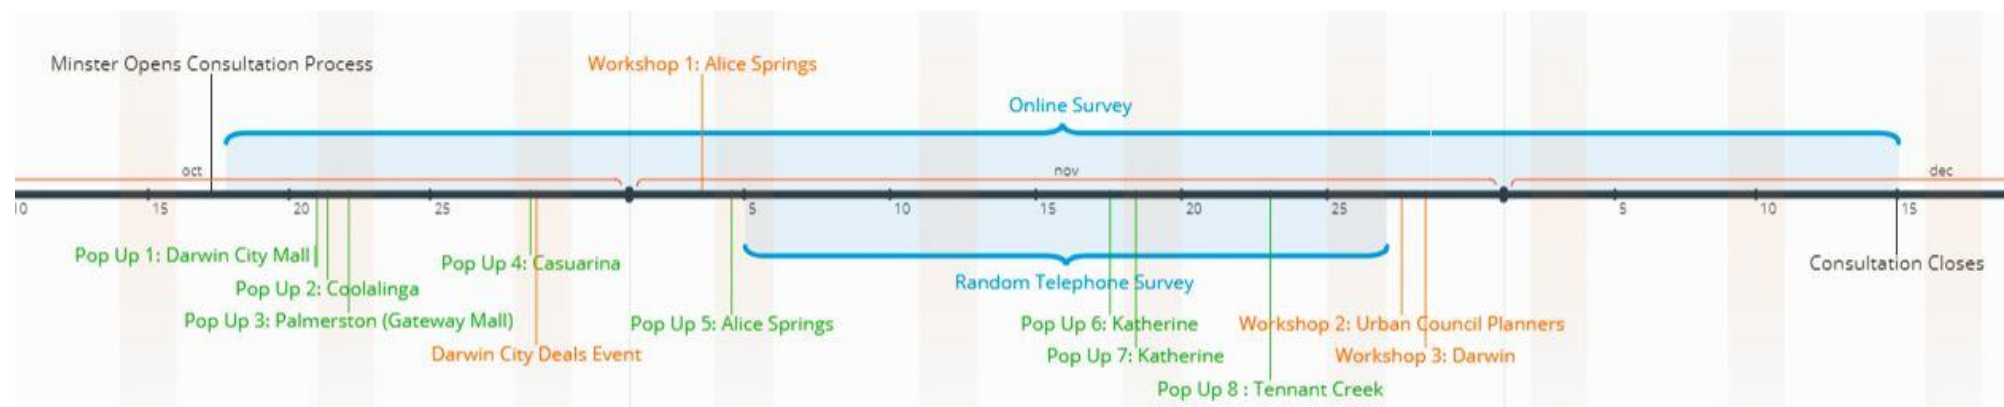 Minster Opens Consultation Process
Workshop 1: Alice Springs
Online Survey
oct
nov
dec
10 15 20 25 5 10 15 20 25 5 10 15
Pop Up 1: Darwin City Mall
Pop Up 2: Coolalinga
Pop Up 3: Palmerston (Gateway Mall)
Pop Up 4: Casuarina
Darwin City Deals Event
Pop Up 5: Alice Springs
Random Telephone Survey
Pop Up 6: Katherine
Pop Up 7: Katherine
Pop Up 8 : Tennant Creek
Workshop 2: Urban Council Planners
Workshop 3: Darwin
Consultation Closes